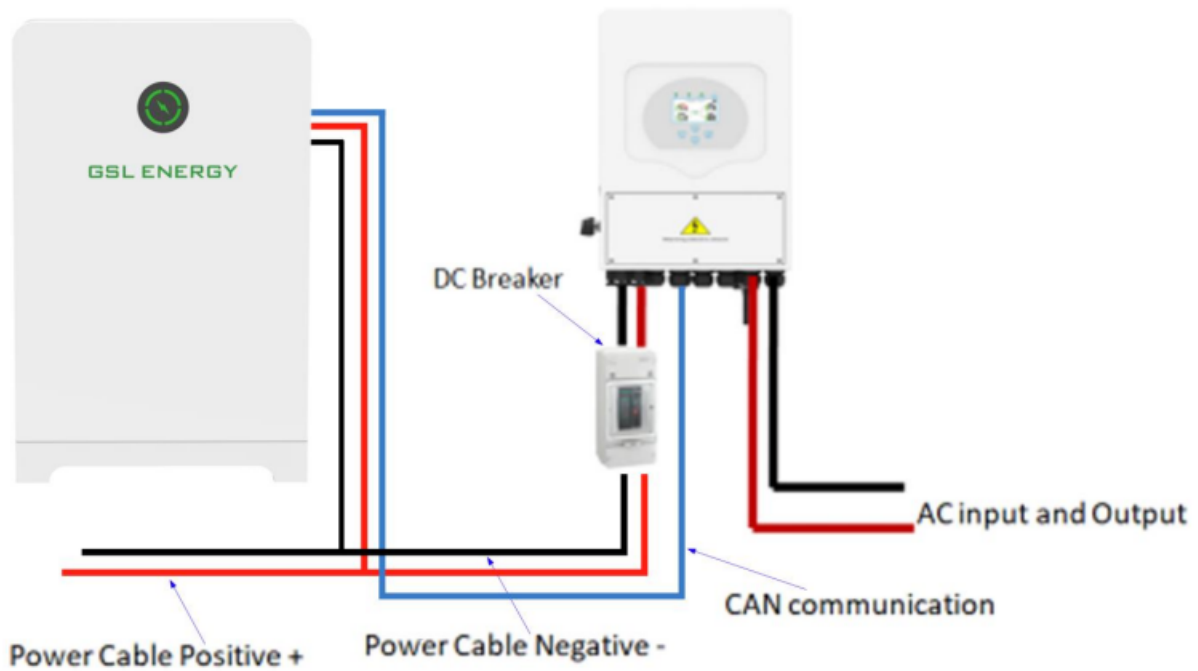 GSL ENERGY
DC Breaker
AC input and Output
CAN communication
Power Cable Negative -
Power Cable Positive +